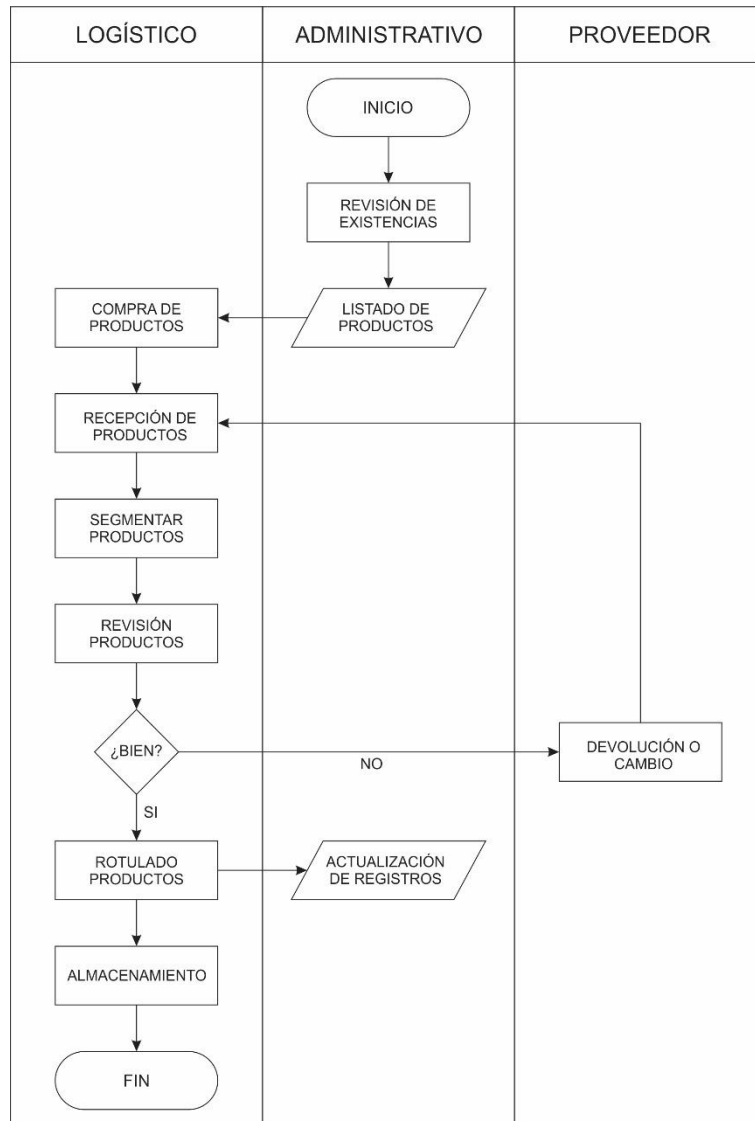 LOGÍSTICO
ADMINISTRATIVO
PROVEEDOR
INICIO
REVISIÓN DE
EXISTENCIAS
LISTADO DE
PRODUCTOS
COMPRA DE
PRODUCTOS
RECEPCIÓN DE
PRODUCTOS
SEGMENTAR
PRODUCTOS
REVISIÓN
PRODUCTOS
¿BIEN?
NO
DEVOLUCIÓN O
CAMBIO
SI
ROTULADO
PRODUCTOS
ACTUALIZACIÓN
DE REGISTROS
ALMACENAMIENTO
FIN